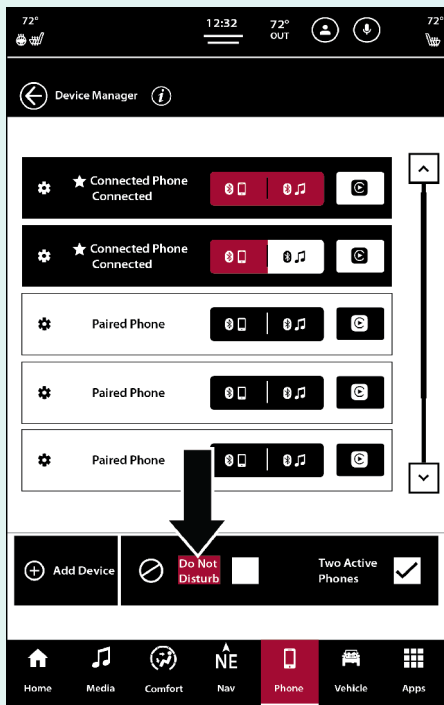 72°
12:32
72°
OUT
72°
Device Manager
i
Connected Phone
Connected
Connected Phone
Connected
Paired Phone
Paired Phone
Paired Phone
Add Device
Do Not
Disturb
Two Active
Phones
NE
Home
Media
Comfort
Nav
Phone
Vehicle
Apps